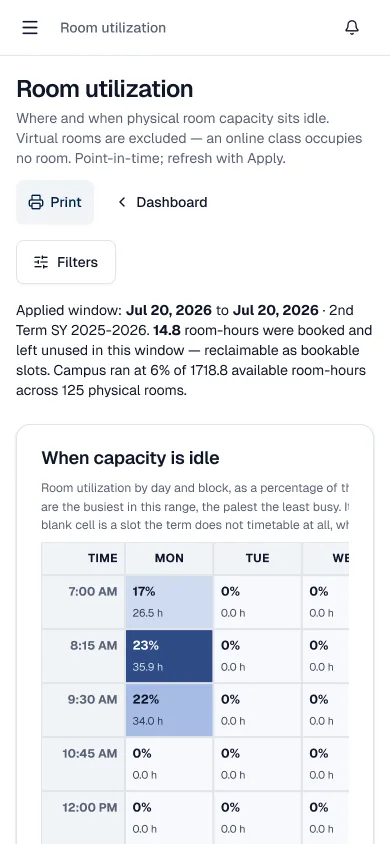 Room utilization
Room utilization
Where and when physical room capacity sits idle.
Virtual rooms are excluded — an online class occupies
no room. Point-in-time; refresh with Apply.
Print
Dashboard
Filters
Applied window: Jul 20, 2026 to Jul 20, 2026 · 2nd
Term SY 2025-2026. 14.8 room-hours were booked and
left unused in this window — reclaimable as bookable
slots. Campus ran at 6% of 1718.8 available room-hours
across 125 physical rooms.
When capacity is idle
Room utilization by day and block, as a percentage of
are the busiest in this range, the palest the least busy.
blank cell is a slot the term does not timetable at all,
TIME MON TUE WE
7:00 AM 17% 0% 0%
26.5 h 0.0 h 0.0 h
8:15 AM 23% 0% 0%
35.9 h 0.0 h 0.0 h
9:30 AM 22% 0% 0%
34.0 h 0.0 h 0.0 h
10:45 AM 0% 0% 0%
0.0 h 0.0 h 0.0 h
12:00 PM 0% 0% 0%
0.0 h 0.0 h 0.0 h